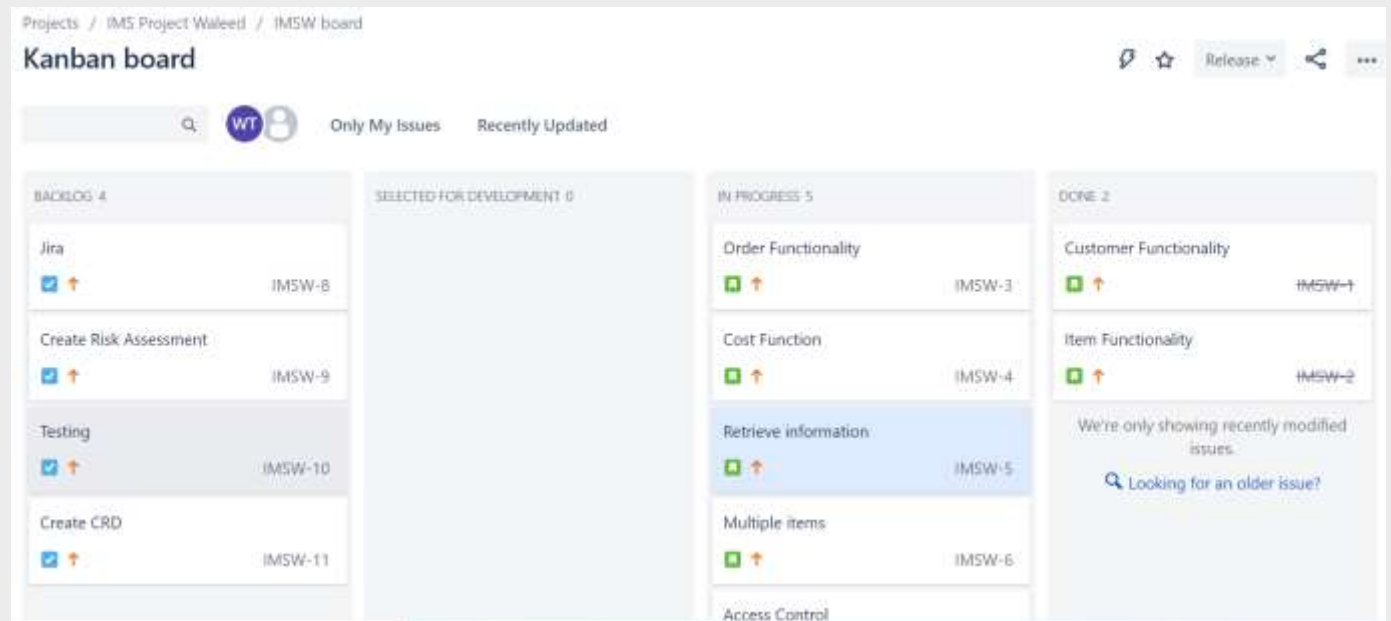 Projects / IMS Project Waleed / IMSW board
Kanban board
Release
WT
Only My Issues
Recently Updated
BACKLOG 4
Jira
IMSW-8
Create Risk Assessment
IMSW-9
Testing
IMSW-10
Create CRD
IMSW-11
SELECTED FOR DEVELOPMENT 0
IN PROGRESS 5
Order Functionality
IMSW-3
Cost Function
IMSW-4
Retrieve information
IMSW-5
Multiple items
IMSW-6
Access Control
DONE 2
Customer Functionality
IMSW-1
Item Functionality
IMSW-2
We're only showing recently modified
issues.
Looking for an older issue?